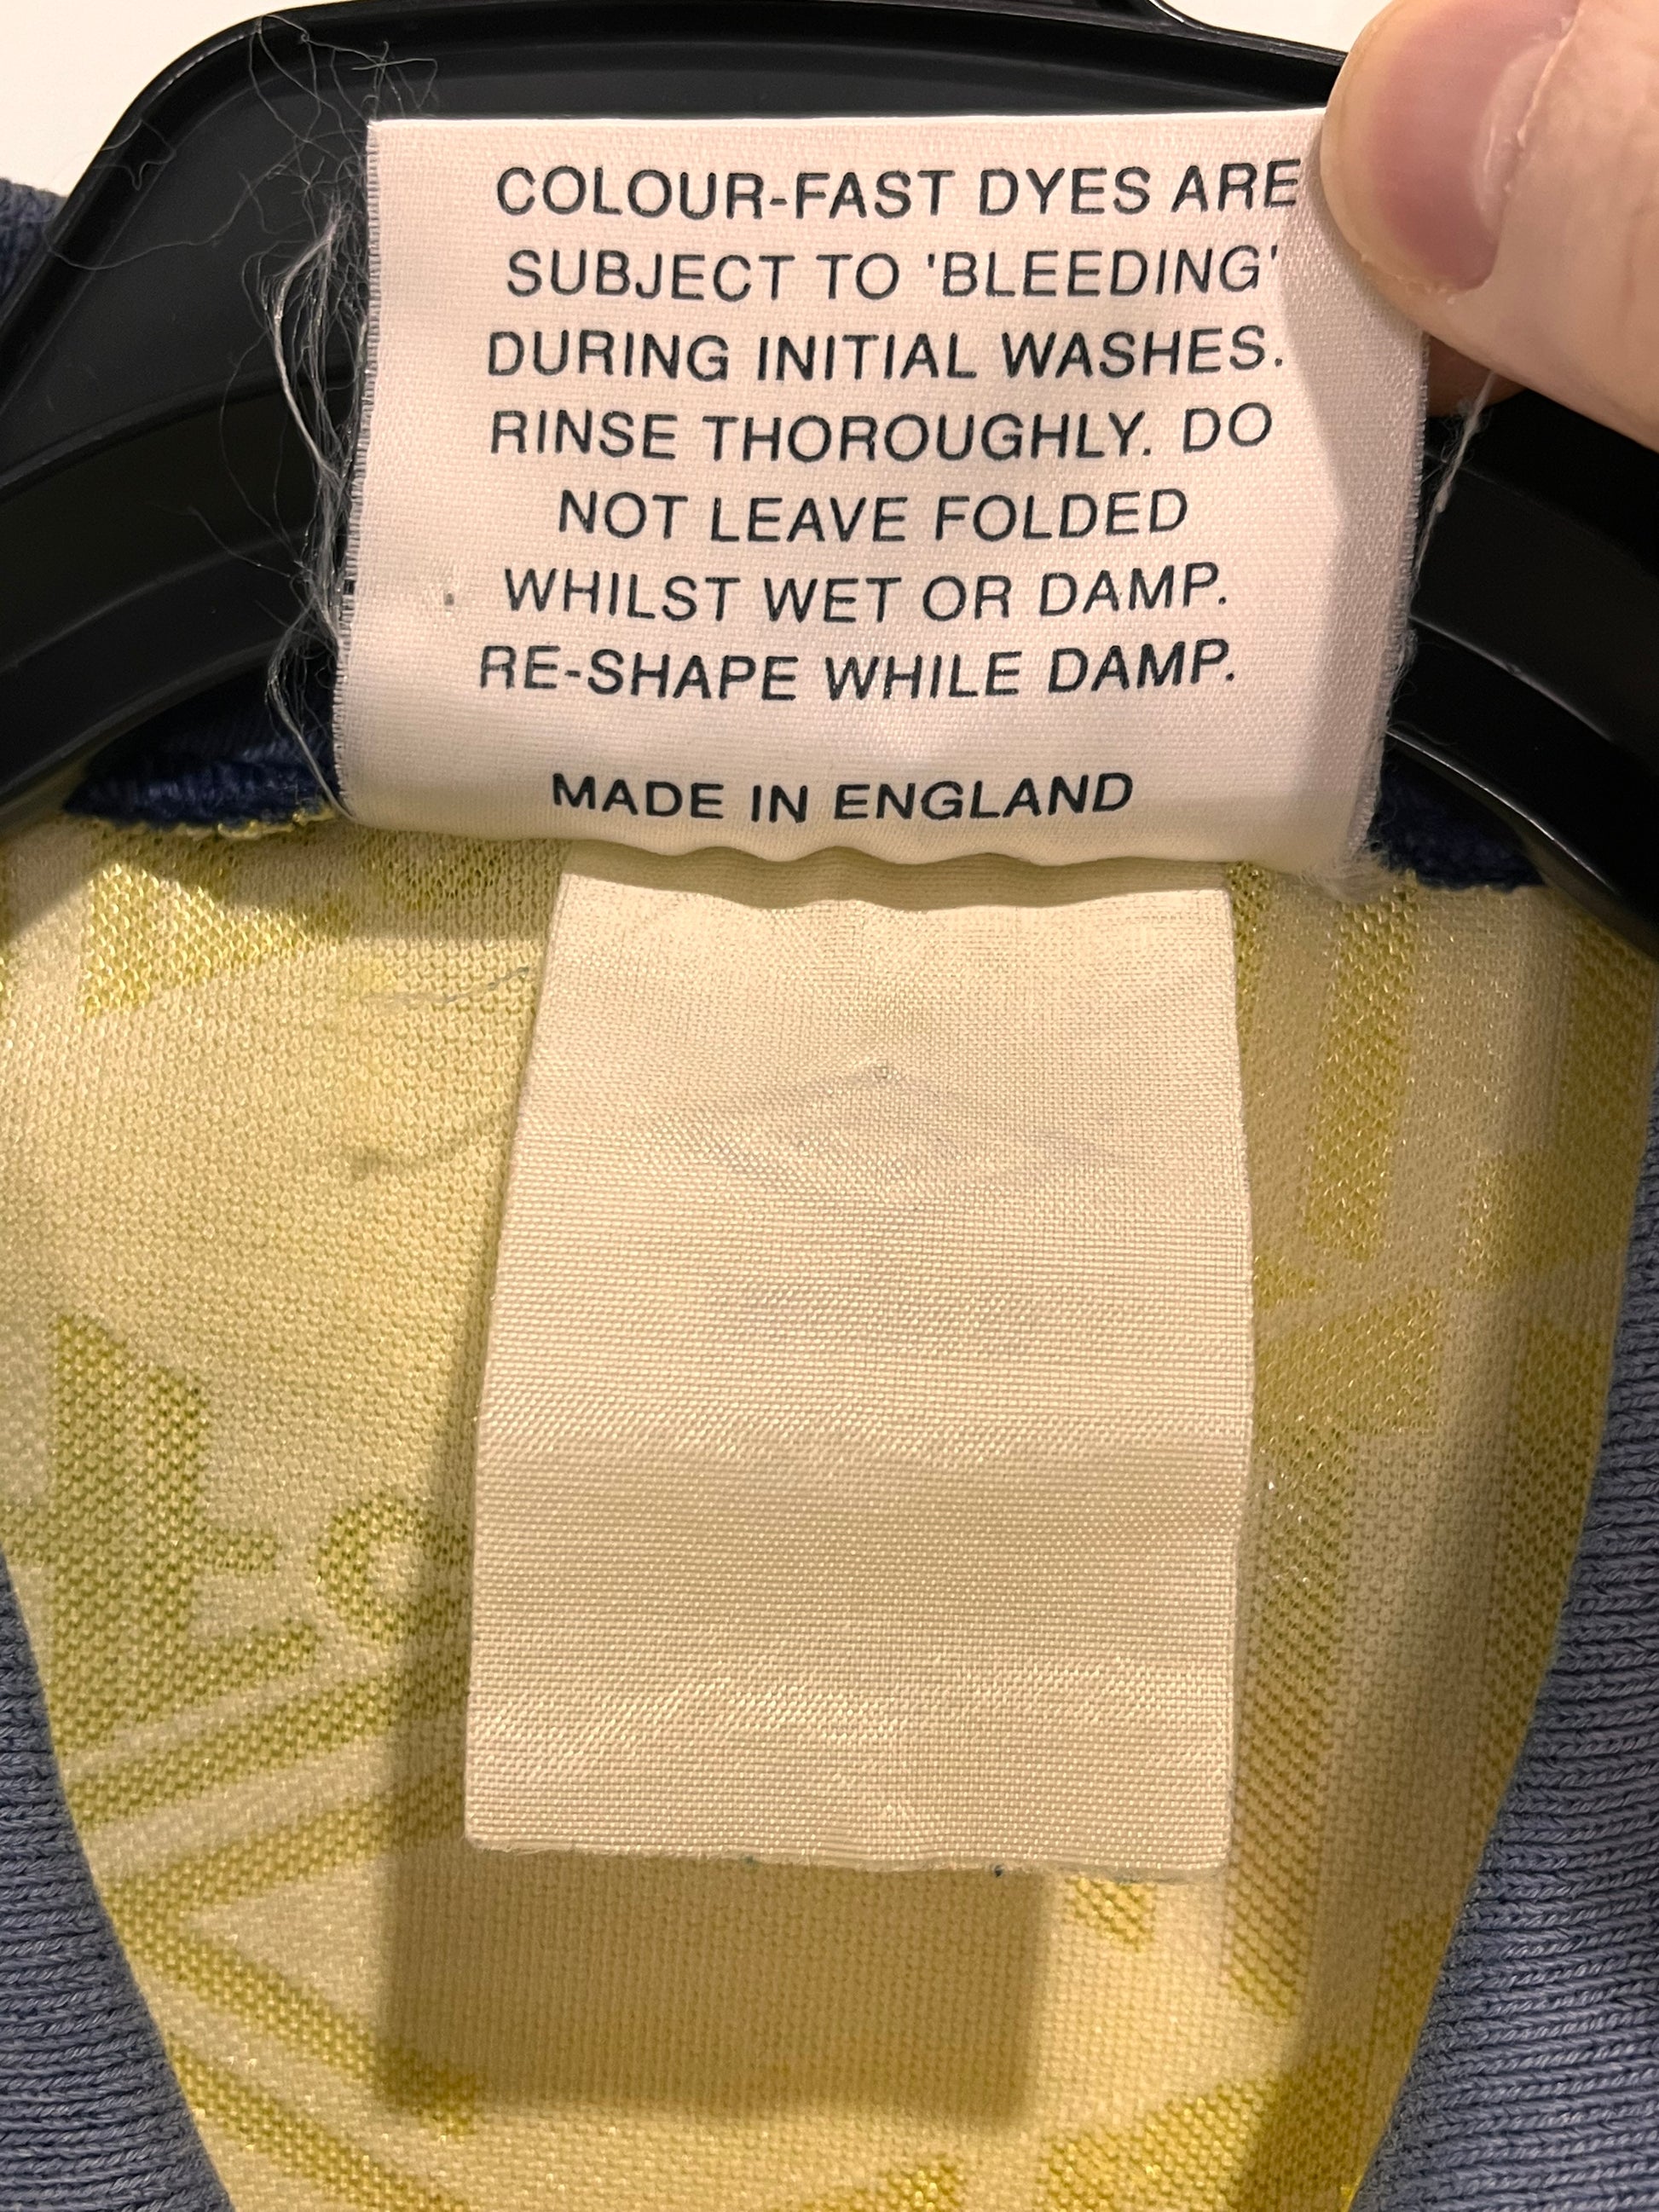 COLOUR-FAST DYES ARE
SUBJECT TO 'BLEEDING'
DURING INITIAL WASHES.
RINSE THOROUGHLY. DO
NOT LEAVE FOLDED
WHILST WET OR DAMP.
RE-SHAPE WHILE DAMP.
MADE IN ENGLAND